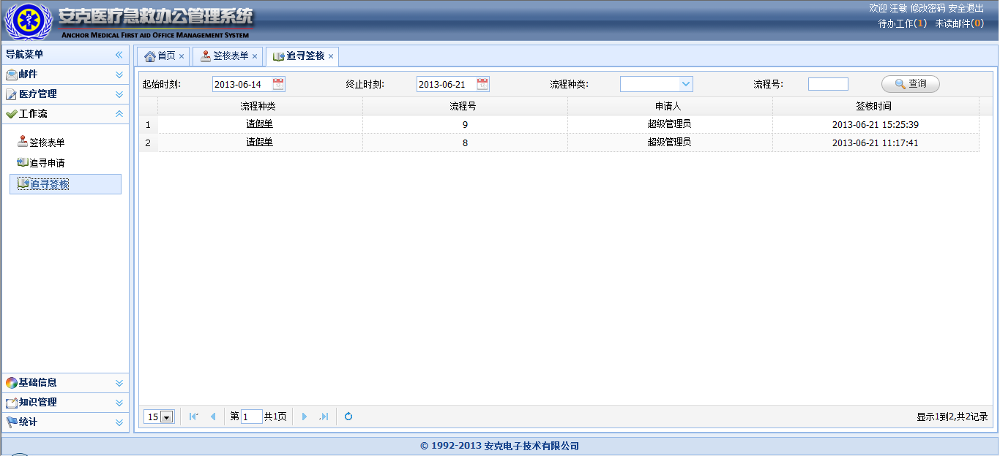 安克医疗急救办公管理系统
ANCHOR MEDICAL FIRST AID OFFICE MANAGEMENT SYSTEM
欢迎 汪敏 修改密码 安全退出
待办工作(1) 未读邮件(0)
导航菜单
邮件
医疗管理
工作流
签核表单
追寻申请
追寻签核
基础信息
知识管理
统计
首页 × 签核表单 × 追寻签核 ×
起始时刻: 2013-06-14 终止时刻: 2013-06-21 流程种类: 流程号: 查询
流程种类 流程号 申请人 签核时间
1 请假单 9 超级管理员 2013-06-21 15:25:39
2 请假单 8 超级管理员 2013-06-21 11:17:41
15 第 1 共1页 显示1到2,共2记录
© 1992-2013 安克电子技术有限公司